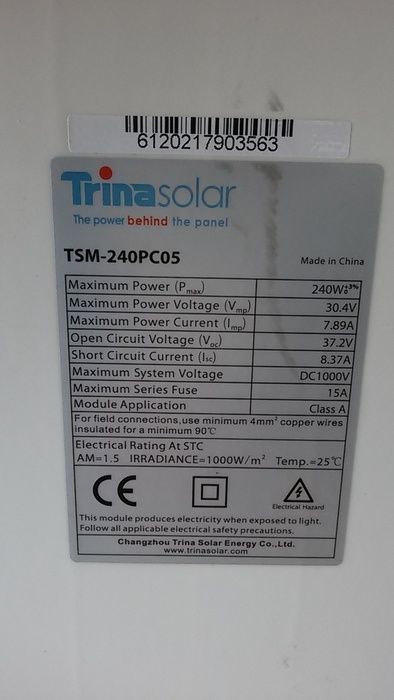 6120217903563
Trinasolar
The power behind the panel
TSM-240PC05 Made in China
Maximum Power (Pmax) 240W±3%
Maximum Power Voltage (Vmp) 30.4V
Maximum Power Current (Imp) 7.89A
Open Circuit Voltage (Voc) 37.2V
Short Circuit Current (Isc) 8.37A
Maximum System Voltage DC1000V
Maximum Series Fuse 15A
Module Application Class A
For field connections,use minimum 4mm² copper wires
insulated for a minimum 90℃
Electrical Rating At STC
AM=1.5 IRRADIANCE=1000W/m² Temp.=25℃
CE
Electrical Hazard
This module produces electricity when exposed to light.
Follow all applicable electrical safety precautions.
Changzhou Trina Solar Energy Co.,Ltd.
www.trinasolar.com